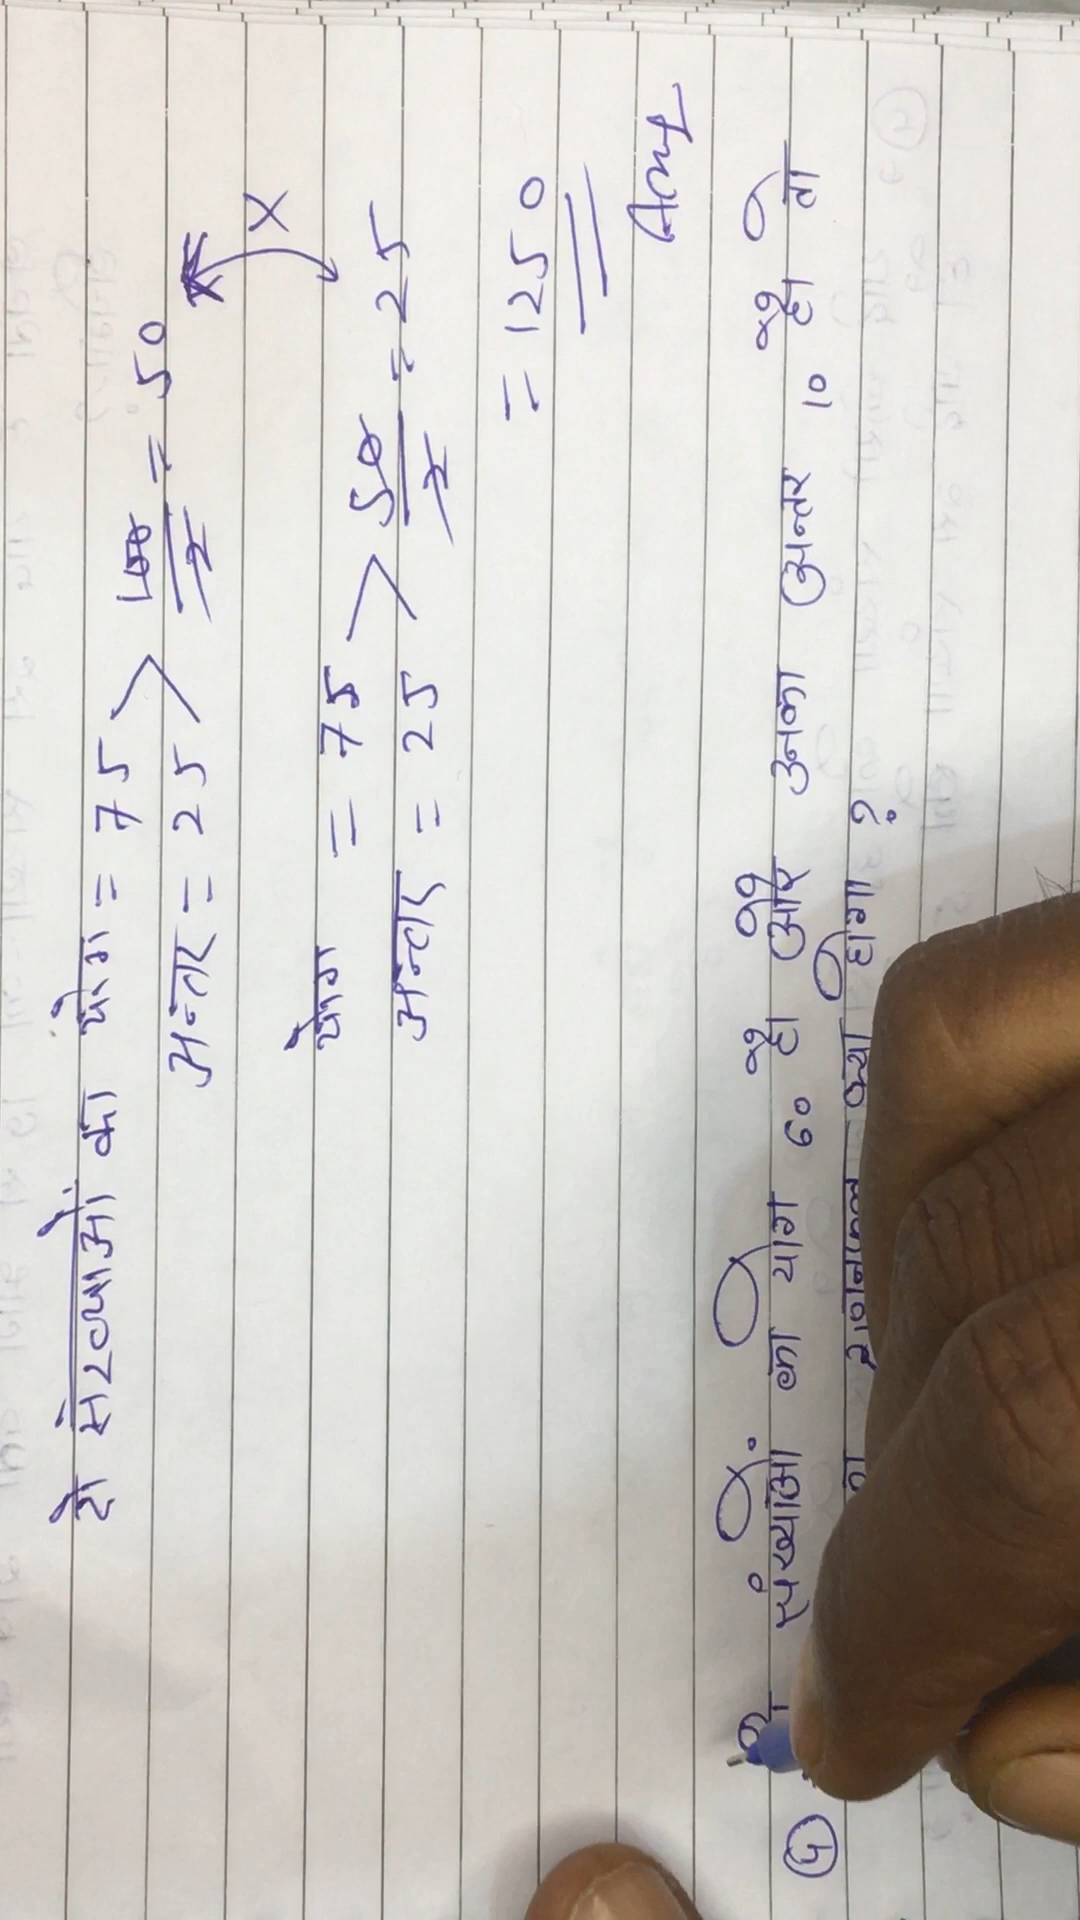 दो संख्याओं का योग = 75 > 100/2 = 50
अन्तर = 25
X
योग = 75 > 50/2 = 25
अन्तर = 25
= 1250
Ans
संख्याओं का योग 60 है और उनका अन्तर 10 है तो
गुणनफल क्या होगा ?